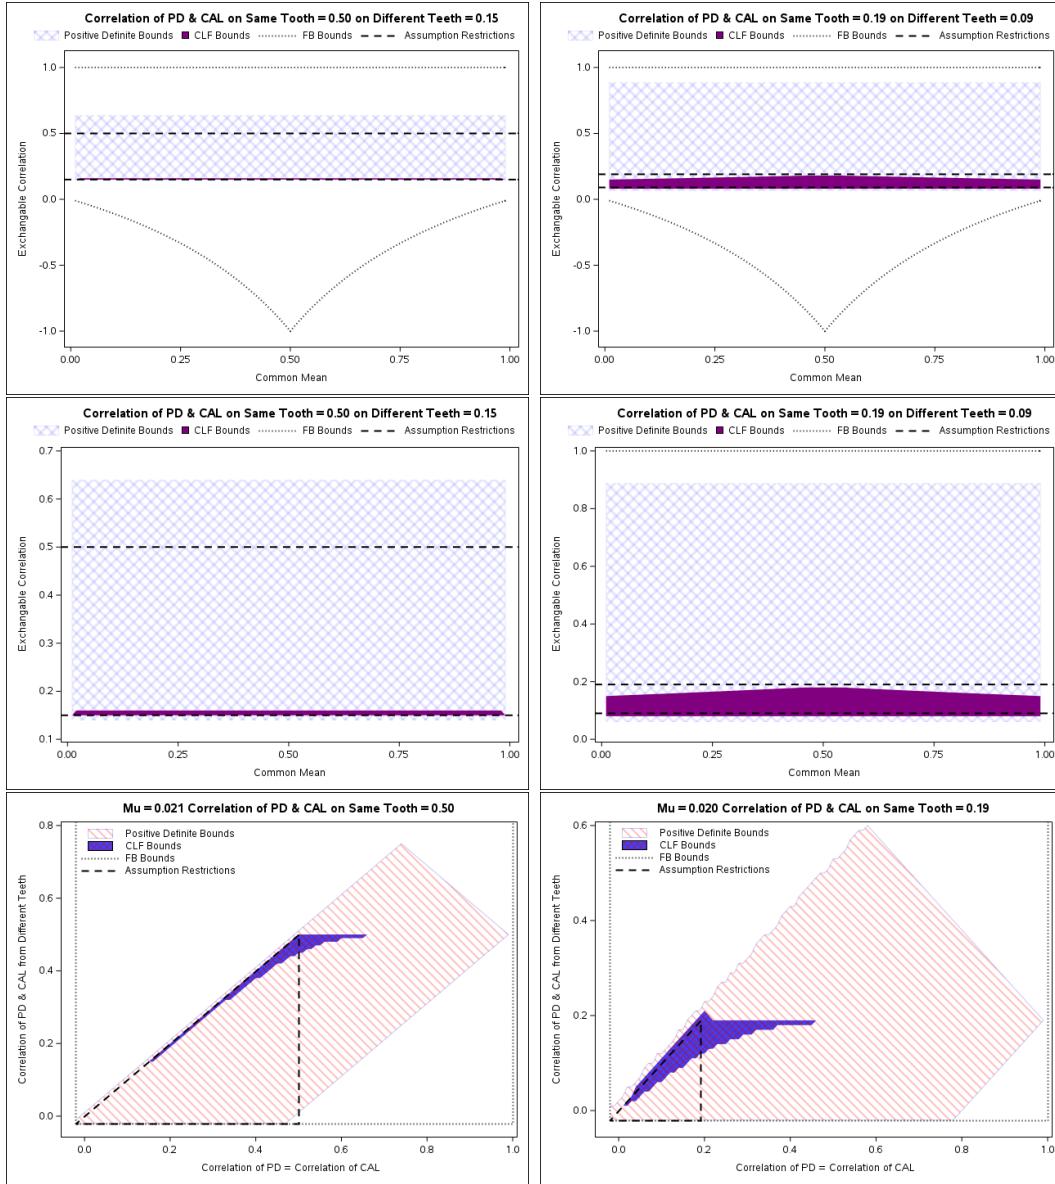 Correlation of PD & CAL on Same Tooth = 0.50 on Different Teeth = 0.15
Positive Definite Bounds CLF Bounds FB Bounds Assumption Restrictions
1.0
0.5
0.0
-0.5
-1.0
Exchangable Correlation
0.00 0.25 0.50 0.75 1.00
Common Mean
Correlation of PD & CAL on Same Tooth = 0.19 on Different Teeth = 0.09
Positive Definite Bounds CLF Bounds FB Bounds Assumption Restrictions
1.0
0.5
0.0
-0.5
-1.0
Exchangable Correlation
0.00 0.25 0.50 0.75 1.00
Common Mean
Correlation of PD & CAL on Same Tooth = 0.50 on Different Teeth = 0.15
Positive Definite Bounds CLF Bounds FB Bounds Assumption Restrictions
0.7
0.6
0.5
0.4
0.3
0.2
0.1
Exchangable Correlation
0.00 0.25 0.50 0.75 1.00
Common Mean
Correlation of PD & CAL on Same Tooth = 0.19 on Different Teeth = 0.09
Positive Definite Bounds CLF Bounds FB Bounds Assumption Restrictions
1.0
0.8
0.6
0.4
0.2
0.0
Exchangable Correlation
0.00 0.25 0.50 0.75 1.00
Common Mean
Mu = 0.021 Correlation of PD & CAL on Same Tooth = 0.50
Positive Definite Bounds
CLF Bounds
FB Bounds
Assumption Restrictions
0.8
0.6
0.4
0.2
0.0
Correlation of PD & CAL from Different Teeth
0.0 0.2 0.4 0.6 0.8 1.0
Correlation of PD = Correlation of CAL
Mu = 0.020 Correlation of PD & CAL on Same Tooth = 0.19
Positive Definite Bounds
CLF Bounds
FB Bounds
Assumption Restrictions
0.6
0.4
0.2
0.0
Correlation of PD & CAL from Different Teeth
0.0 0.2 0.4 0.6 0.8 1.0
Correlation of PD = Correlation of CAL